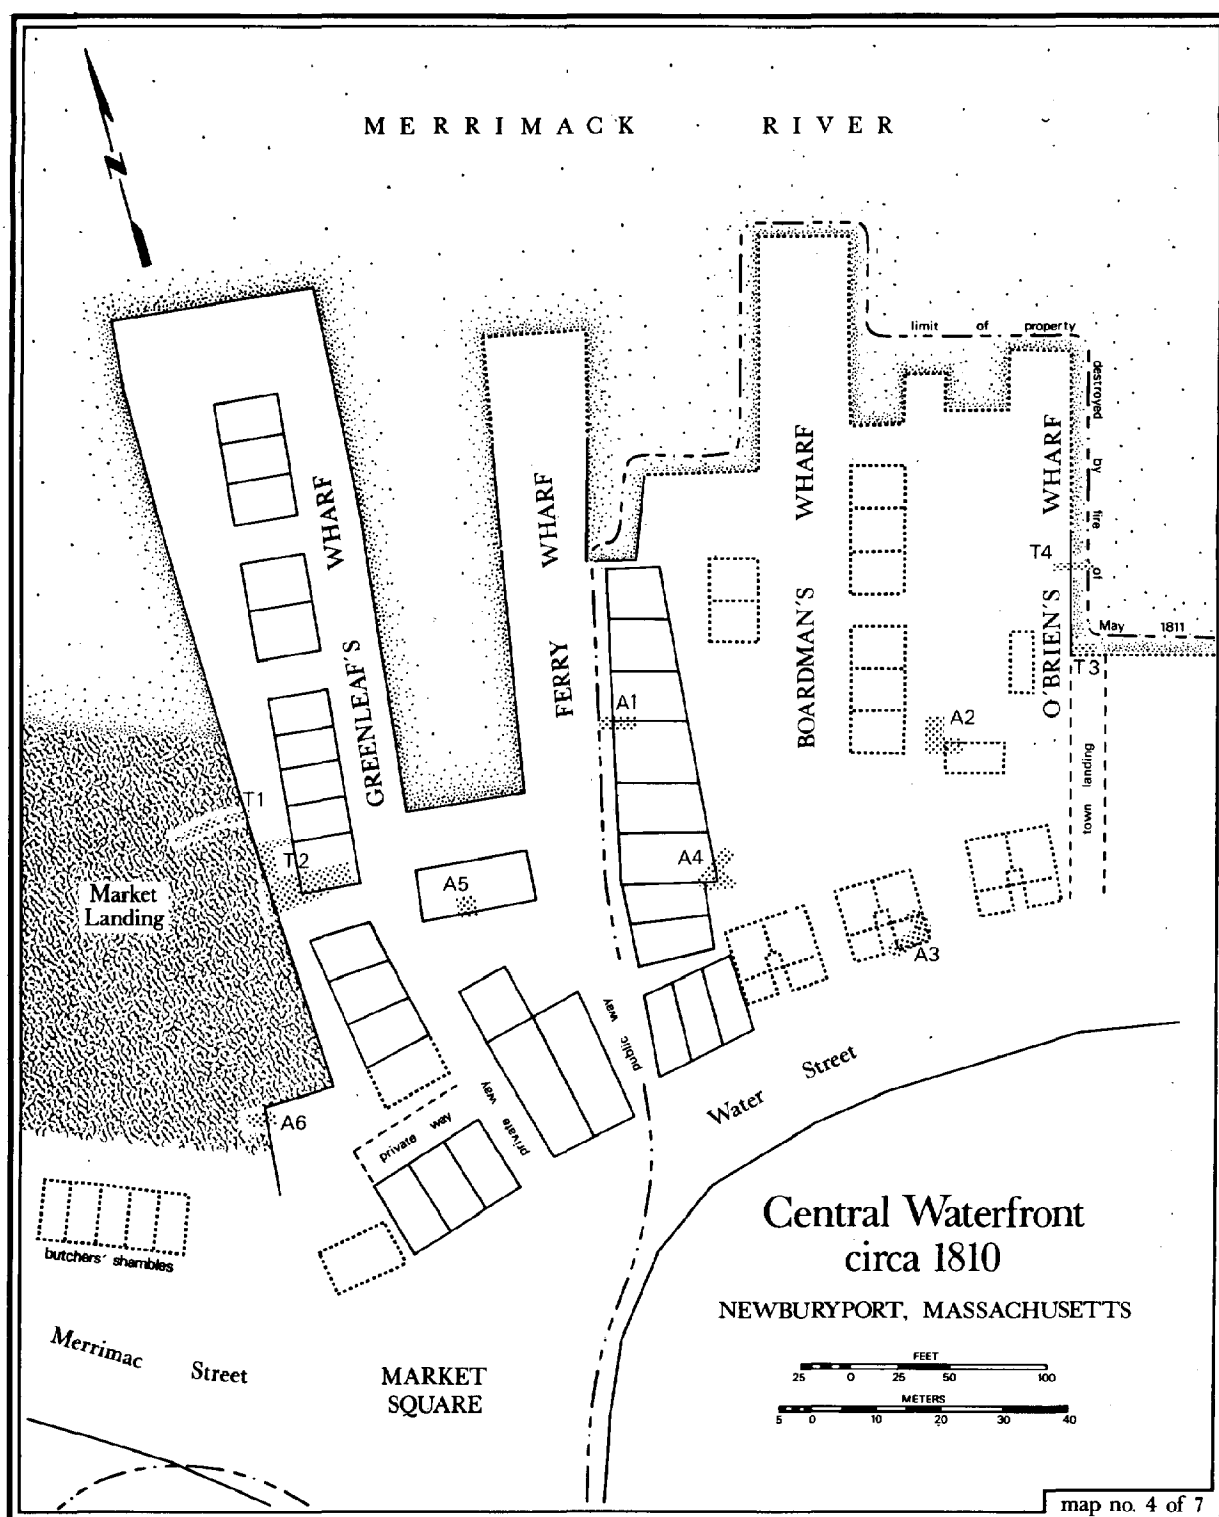 MERRIMACK RIVER
N
limit of property
destroyed by fire of
May 1811
GREENLEAF'S WHARF
FERRY WHARF
BOARDMAN'S WHARF
O'BRIEN'S WHARF
T4
T3
A1
A2
town landing
T1
T2
A4
A5
Market
Landing
A3
public way
private way
private way
Water Street
A6
butchers' shambles
Merrimac Street
MARKET
SQUARE
Central Waterfront
circa 1810
NEWBURYPORT, MASSACHUSETTS
FEET
25 0 25 50 100
METERS
5 0 10 20 30 40
map no. 4 of 7